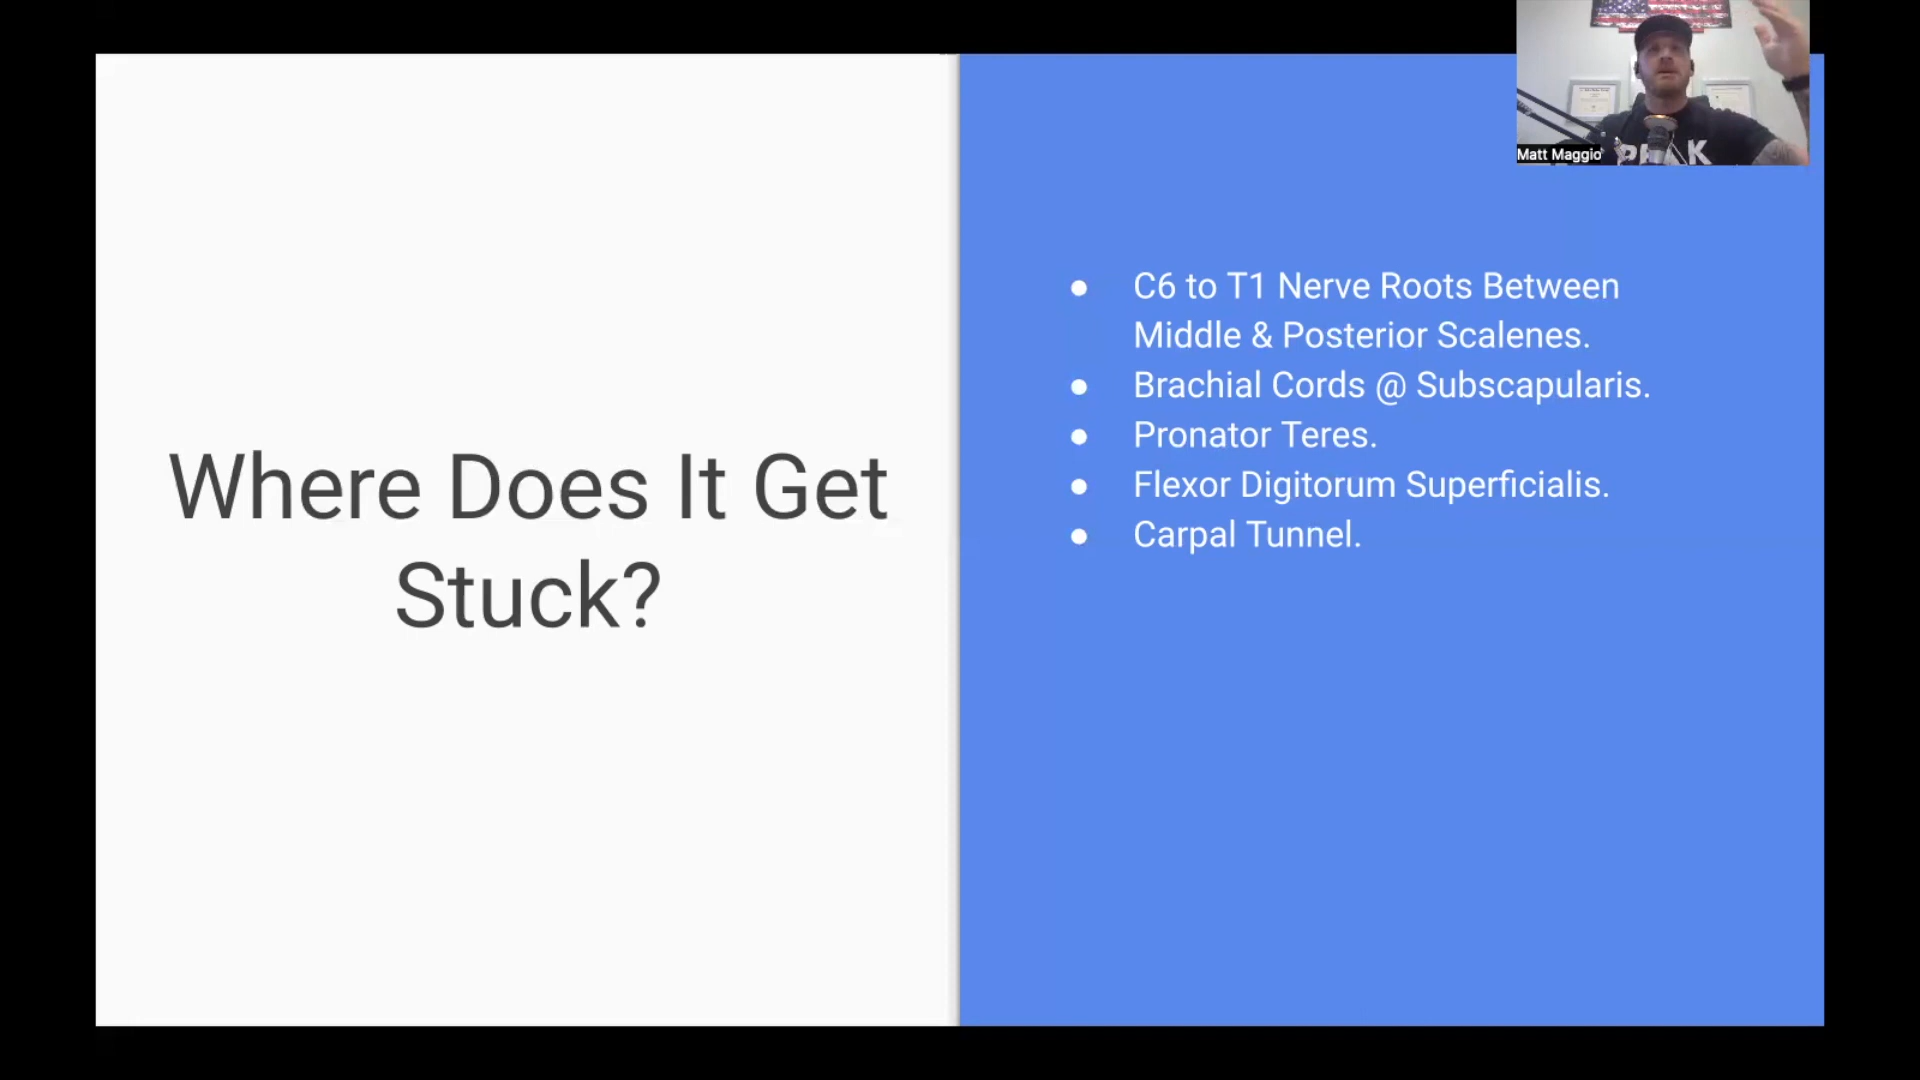 Where Does It Get
Stuck?
Matt Maggio
● C6 to T1 Nerve Roots Between
Middle & Posterior Scalenes.
● Brachial Cords @ Subscapularis.
● Pronator Teres.
● Flexor Digitorum Superficialis.
● Carpal Tunnel.